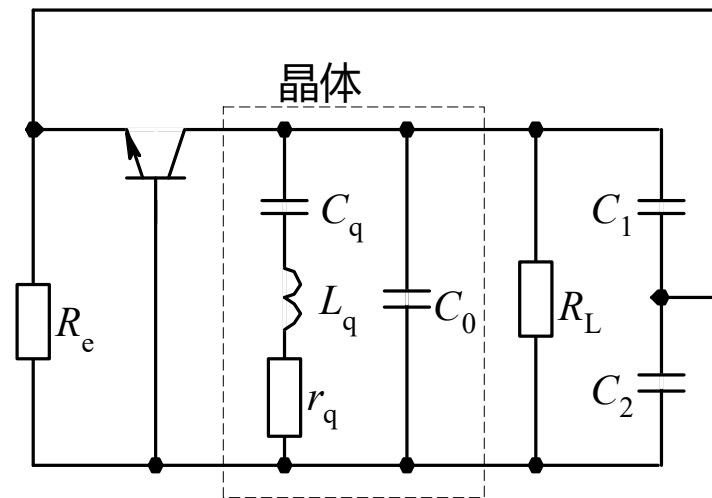 晶体
C_q
C_1
L_q
C_0
R_L
R_e
C_2
r_q